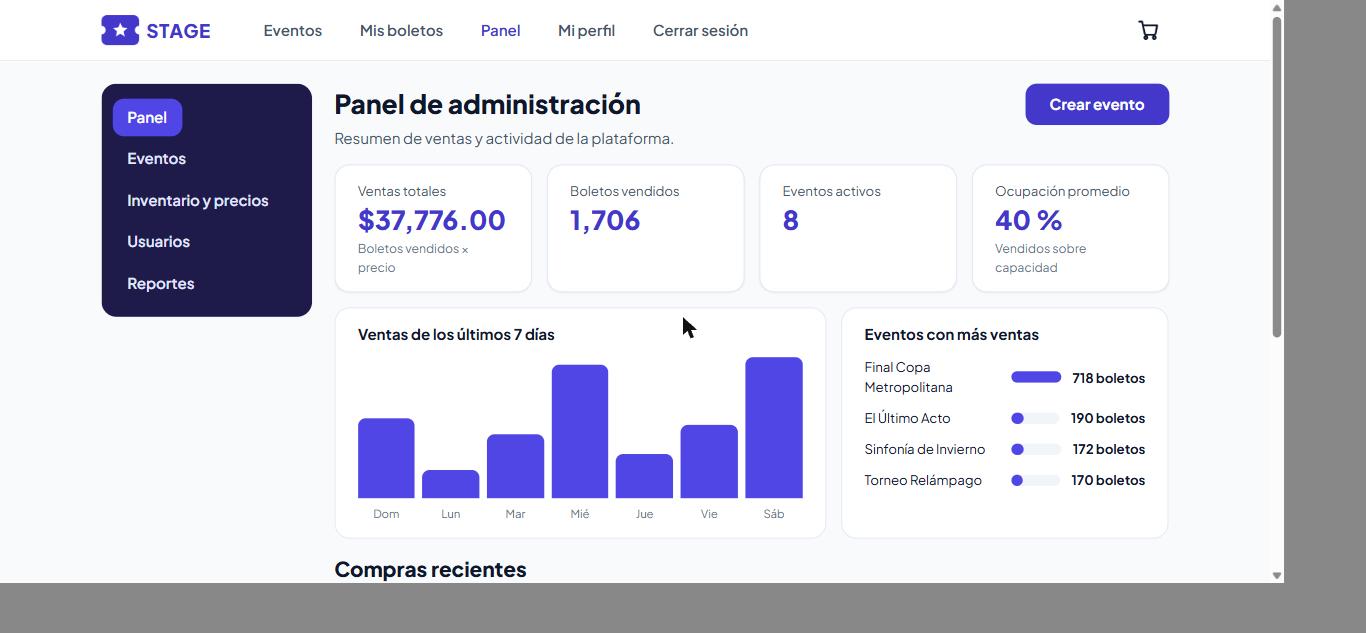 STAGE
Eventos
Mis boletos
Panel
Mi perfil
Cerrar sesión
Panel
Eventos
Inventario y precios
Usuarios
Reportes
Panel de administración
Crear evento
Resumen de ventas y actividad de la plataforma.
Ventas totales
$37,776.00
Boletos vendidos ×
precio
Boletos vendidos
1,706
Eventos activos
8
Ocupación promedio
40 %
Vendidos sobre
capacidad
Ventas de los últimos 7 días
Dom
Lun
Mar
Mié
Jue
Vie
Sáb
Eventos con más ventas
Final Copa
Metropolitana
718 boletos
El Último Acto
190 boletos
Sinfonía de Invierno
172 boletos
Torneo Relámpago
170 boletos
Compras recientes